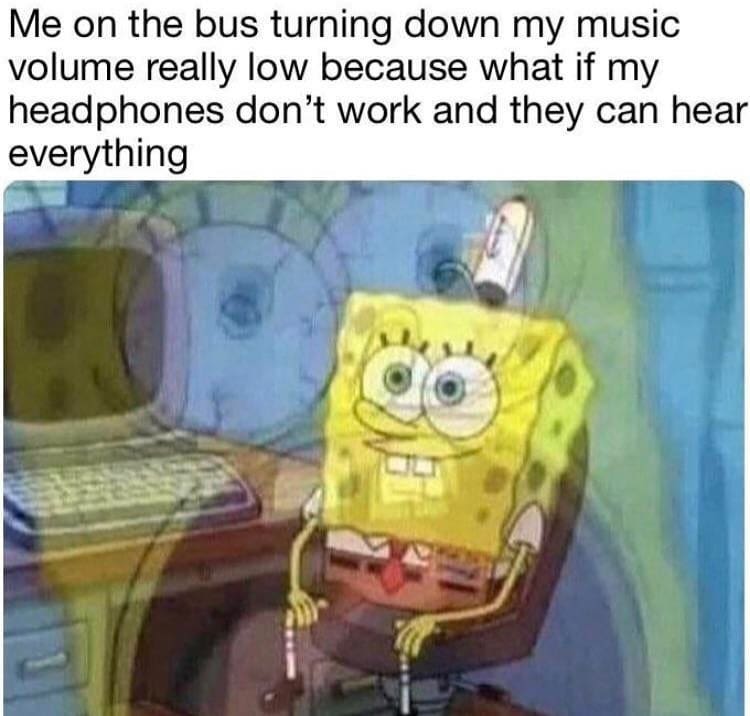 Me on the bus turning down my music
volume really low because what if my
headphones don’t work and they can hear
everything